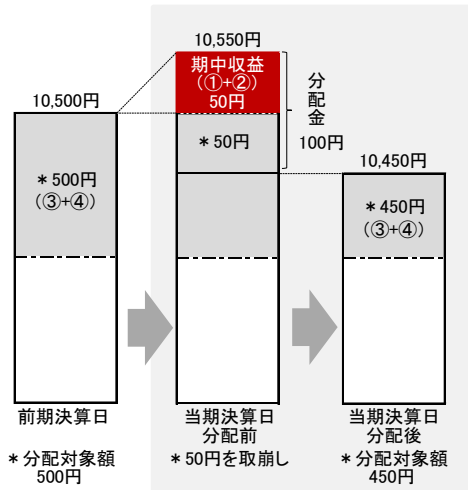 10,550円
期中収益
(①+②)
50円
分配金
100円
10,500円
＊50円
10,450円
＊500円
(③+④)
＊450円
(③+④)
前期決算日
当期決算日
分配前
当期決算日
分配後
＊分配対象額
500円
＊50円を取崩し
＊分配対象額
450円